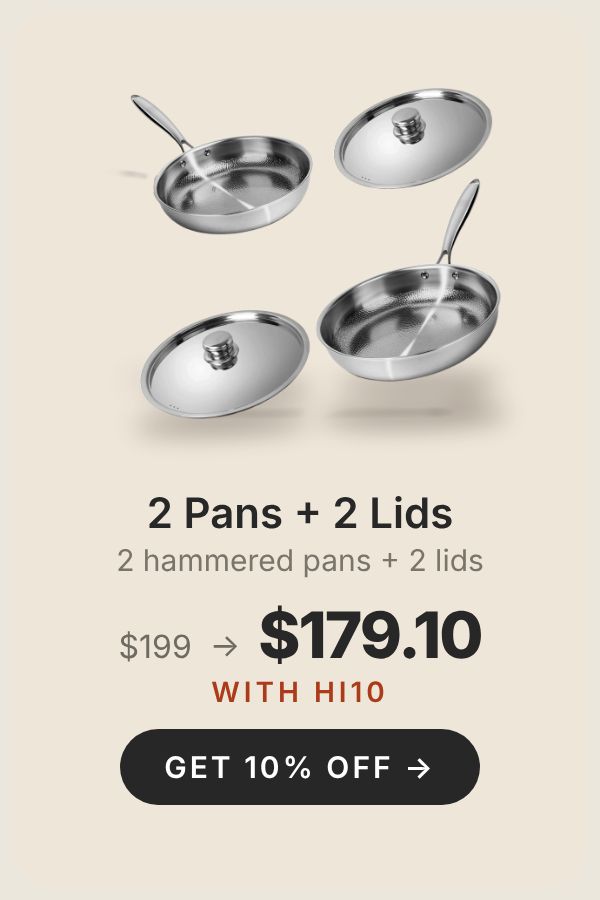 2 Pans + 2 Lids
2 hammered pans + 2 lids
$199 → $179.10
WITH HI10
GET 10% OFF →